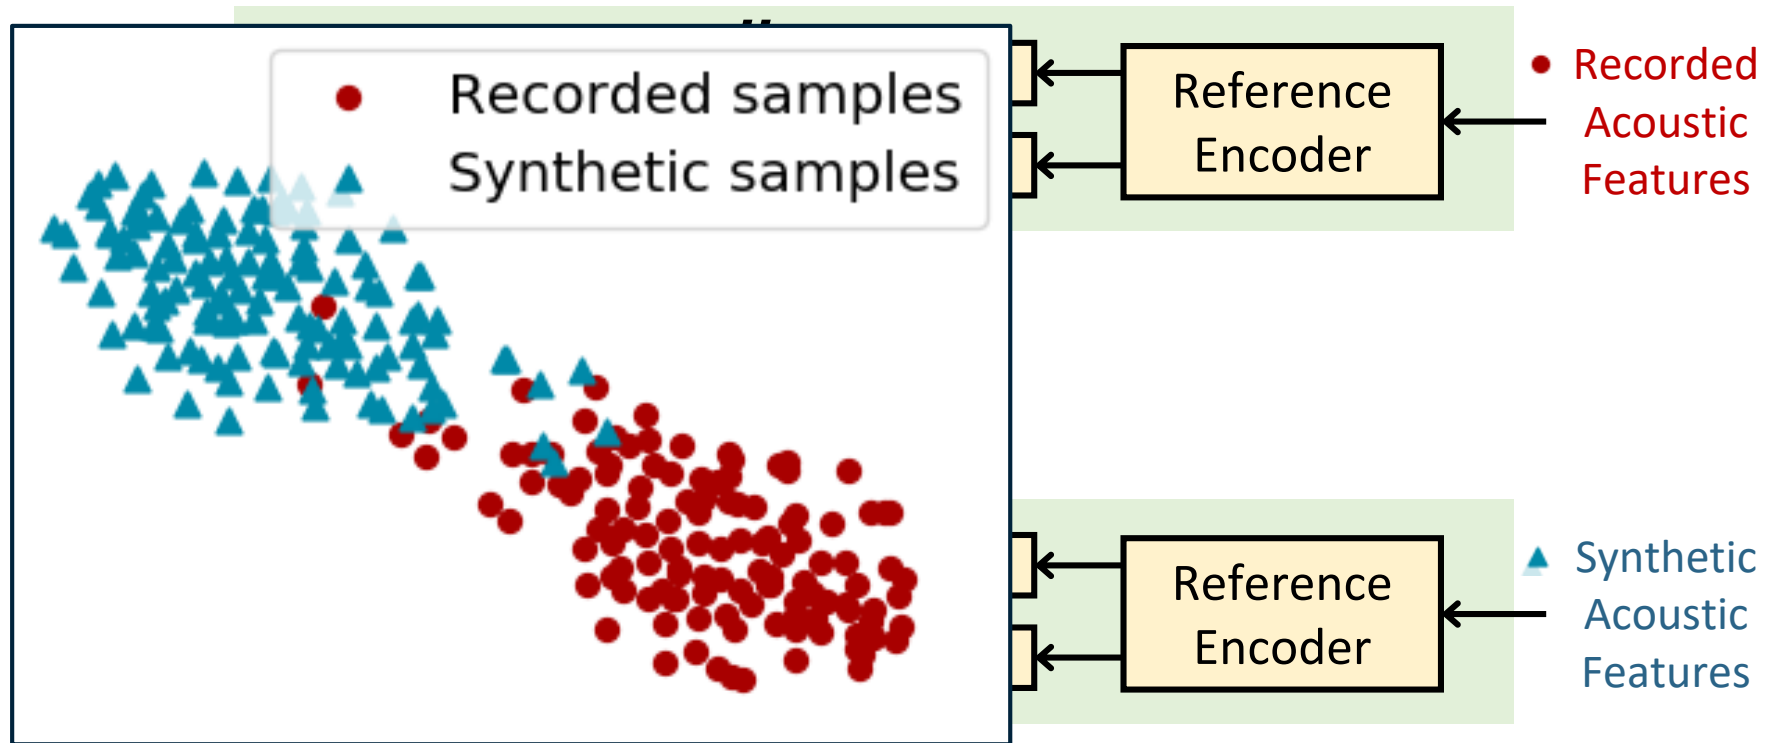 Recorded samples
Synthetic samples
Reference
Encoder
Recorded
Acoustic
Features
Reference
Encoder
Synthetic
Acoustic
Features